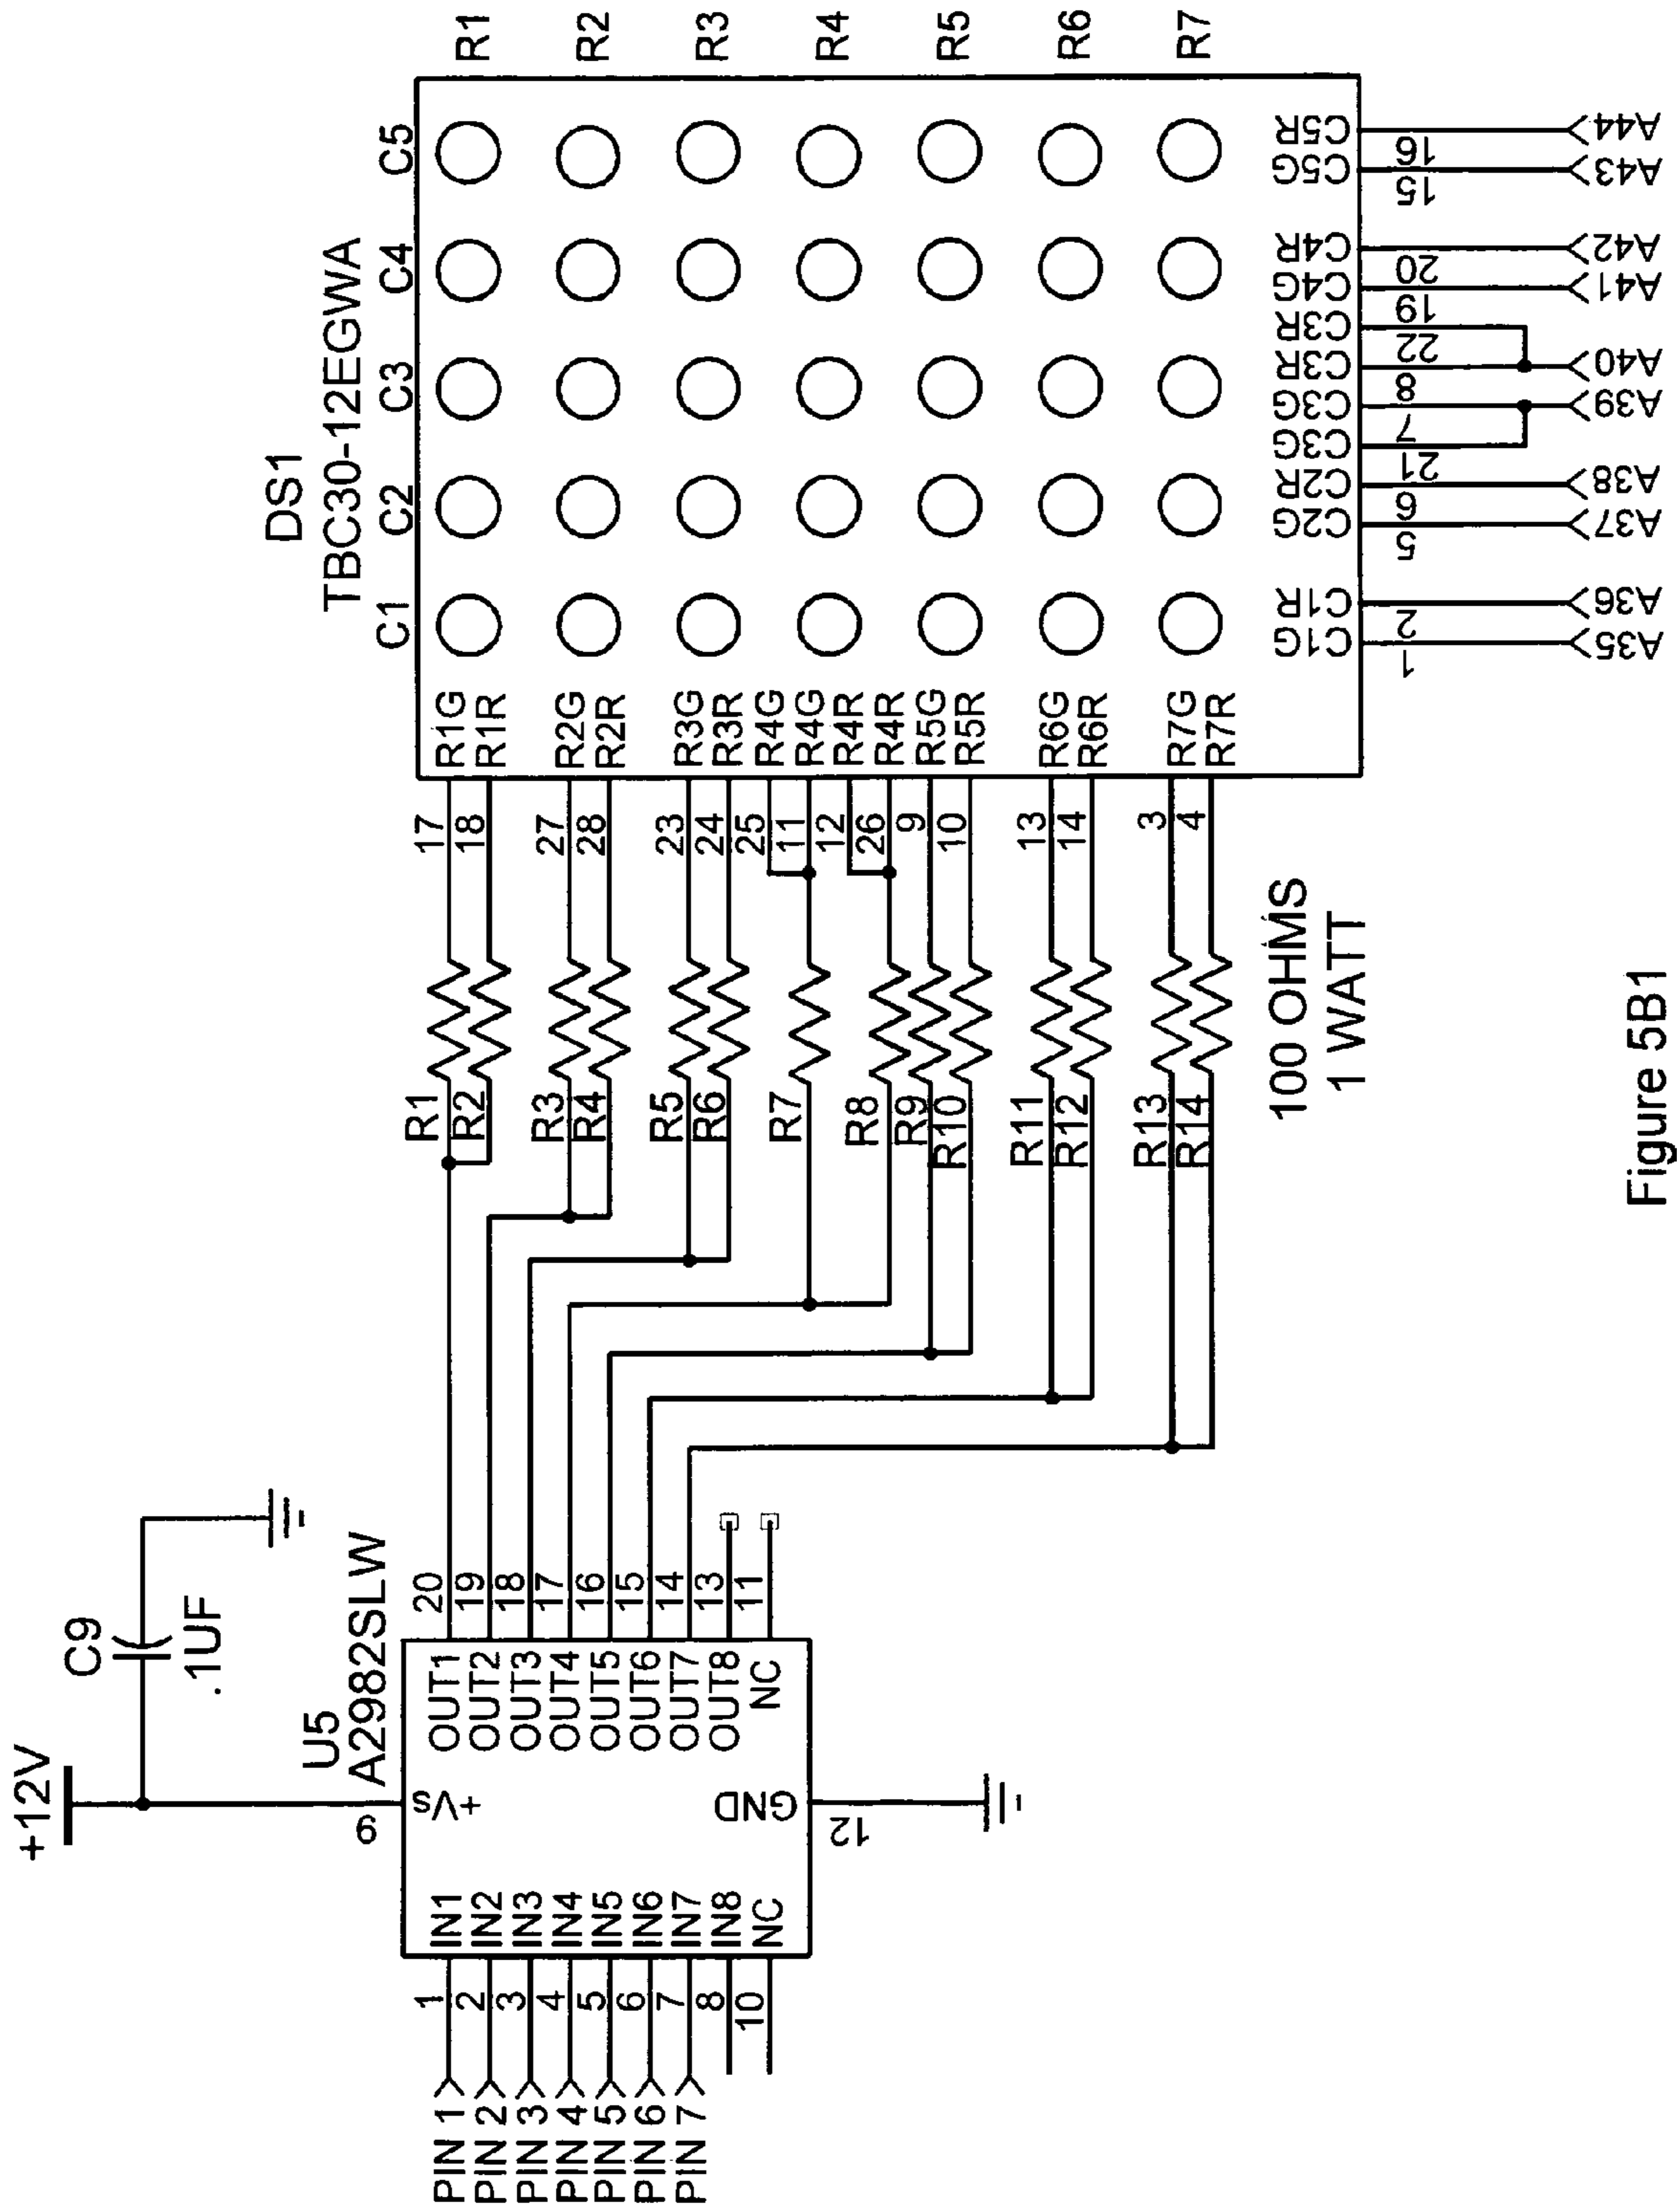 +12V
C9
.1UF
U5
A2982SLW
9
+Vs
GND
12
PIN 1
PIN 2
PIN 3
PIN 4
PIN 5
PIN 6
PIN 7
1
2
3
4
5
6
7
8
10
IN1
IN2
IN3
IN4
IN5
IN6
IN7
IN8
NC
OUT1
OUT2
OUT3
OUT4
OUT5
OUT6
OUT7
OUT8
NC
20
19
18
17
16
15
14
13
11
R1
R2
R3
R4
R5
R6
R7
R8
R9
R10
R11
R12
R13
R14
100 OHMS
1 WATT
17
18
27
28
23
24
25
11
12
26
9
10
13
14
3
4
DS1
TBC30-12EGWA
C1 C2 C3 C4 C5
R1G
R1R
R2G
R2R
R3G
R3R
R4G
R4G
R4R
R4R
R5G
R5R
R6G
R6R
R7G
R7R
R1
R2
R3
R4
R5
R6
R7
C1G C1R C2G C2R C3G C3G C3R C3R C4G C4R C5G C5R
1 2 5 6 21 7 8 22 19 20 15 16
A35 A36 A37 A38 A39 A40 A41 A42 A43 A44
Figure 5B1